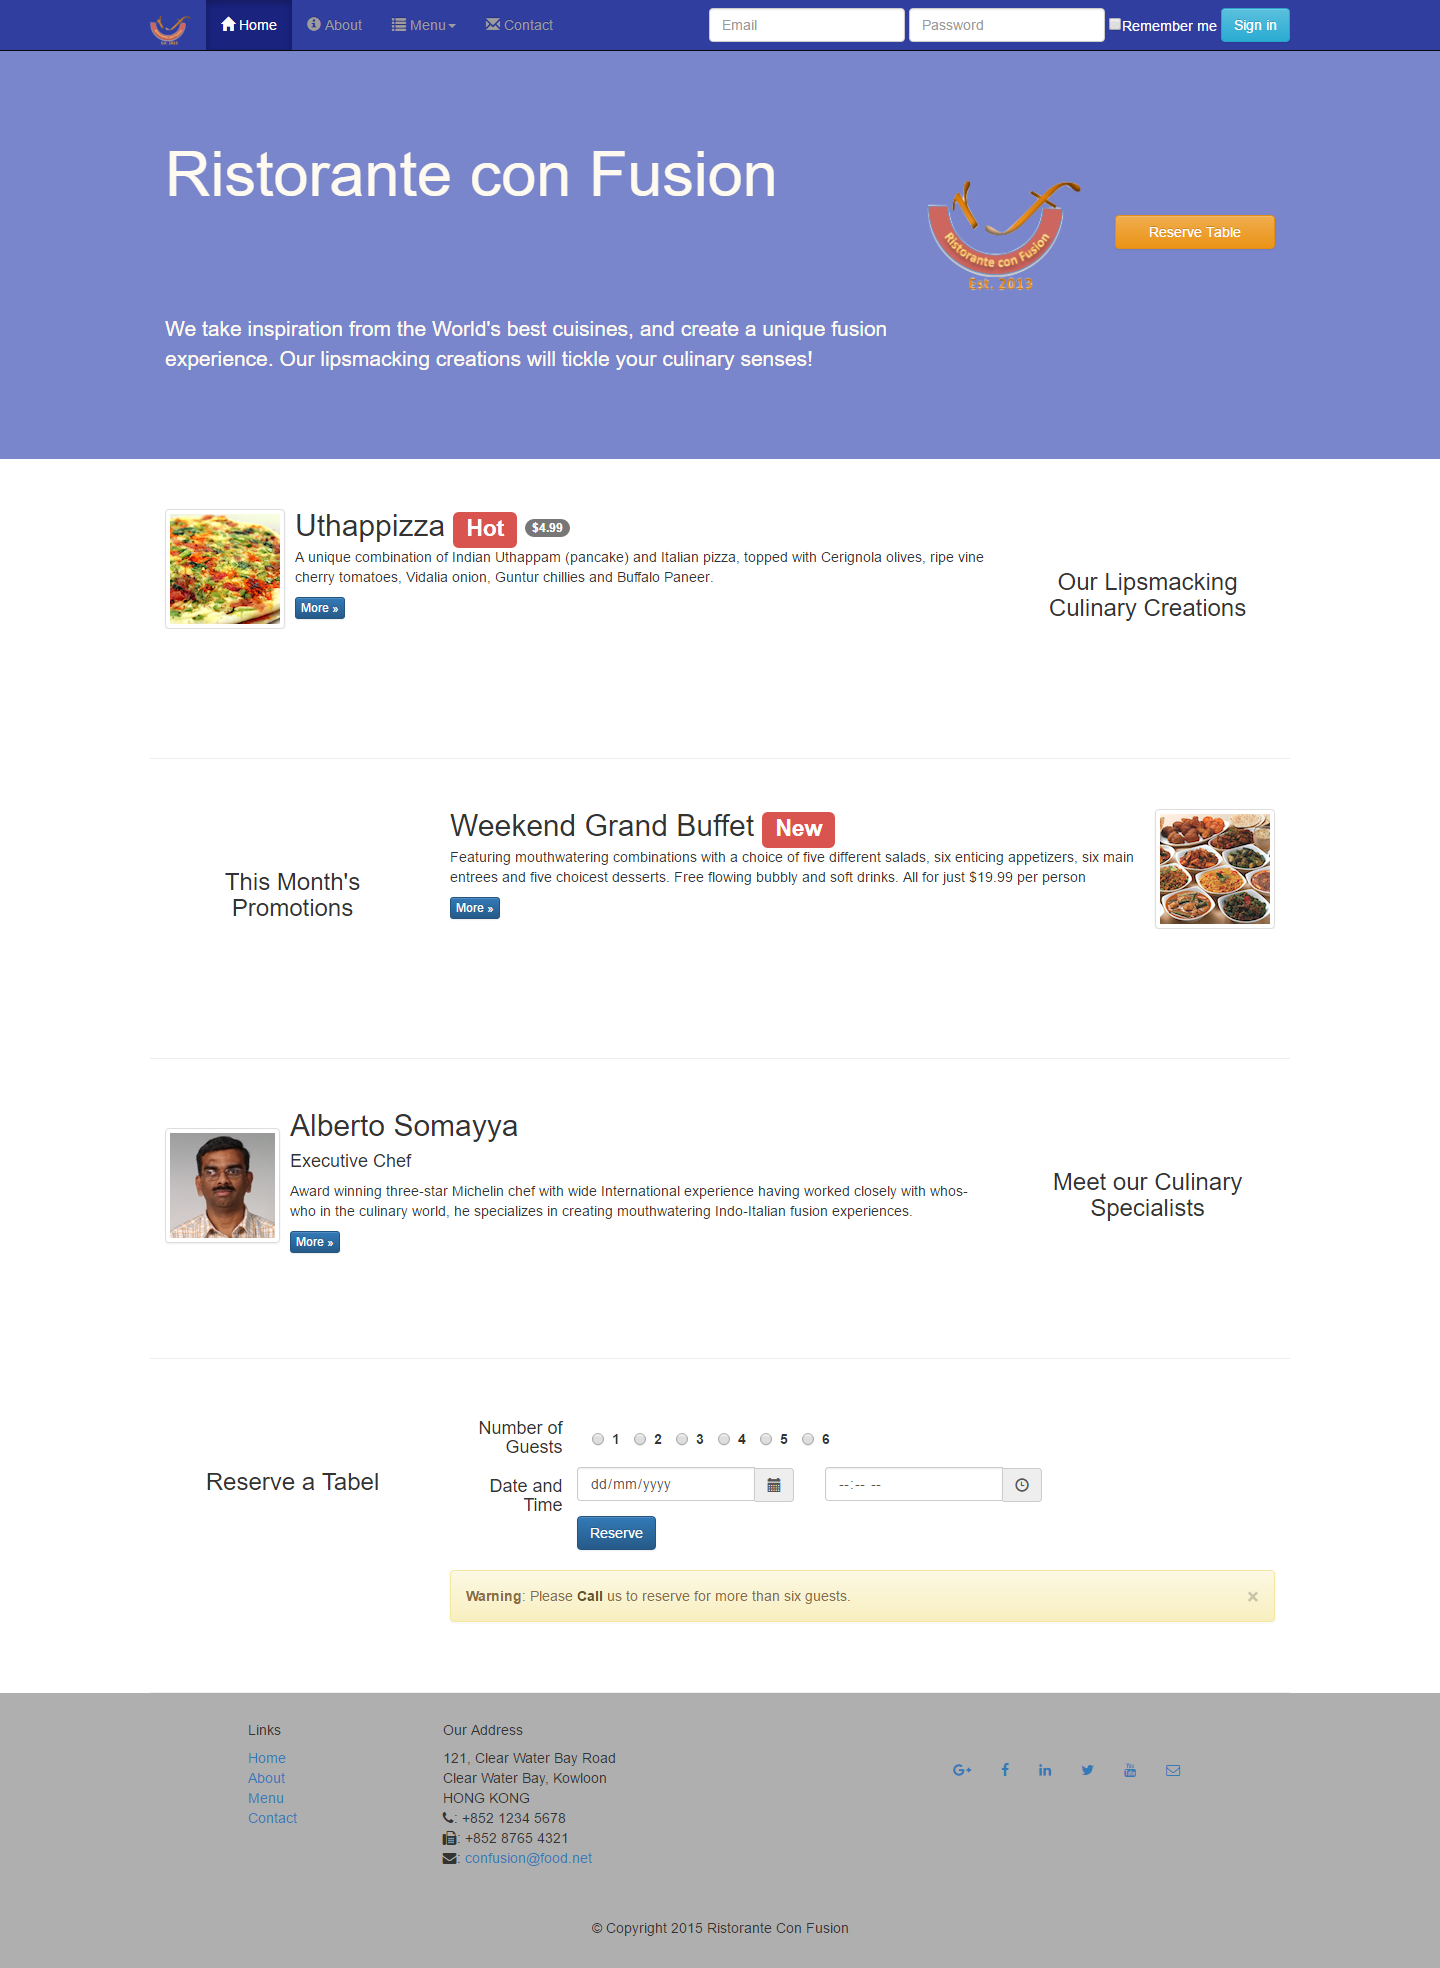 Home
About
Menu
Contact
Email
Password
Remember me
Sign in
Ristorante con Fusion
Ristorante con Fusion
Est. 2013
Reserve Table
We take inspiration from the World's best cuisines, and create a unique fusion
experience. Our lipsmacking creations will tickle your culinary senses!
Uthappizza Hot $4.99
A unique combination of Indian Uthappam (pancake) and Italian pizza, topped with Cerignola olives, ripe vine
cherry tomatoes, Vidalia onion, Guntur chillies and Buffalo Paneer.
More »
Our Lipsmacking
Culinary Creations
This Month's
Promotions
Weekend Grand Buffet New
Featuring mouthwatering combinations with a choice of five different salads, six enticing appetizers, six main
entrees and five choicest desserts. Free flowing bubbly and soft drinks. All for just $19.99 per person
More »
Alberto Somayya
Executive Chef
Award winning three-star Michelin chef with wide International experience having worked closely with whos-
who in the culinary world, he specializes in creating mouthwatering Indo-Italian fusion experiences.
More »
Meet our Culinary
Specialists
Reserve a Tabel
Number of
Guests
1 2 3 4 5 6
Date and
Time
dd/mm/yyyy
--:-- --
Reserve
Warning: Please Call us to reserve for more than six guests. ×
Links
Home
About
Menu
Contact
Our Address
121, Clear Water Bay Road
Clear Water Bay, Kowloon
HONG KONG
: +852 1234 5678
: +852 8765 4321
: confusion@food.net
© Copyright 2015 Ristorante Con Fusion